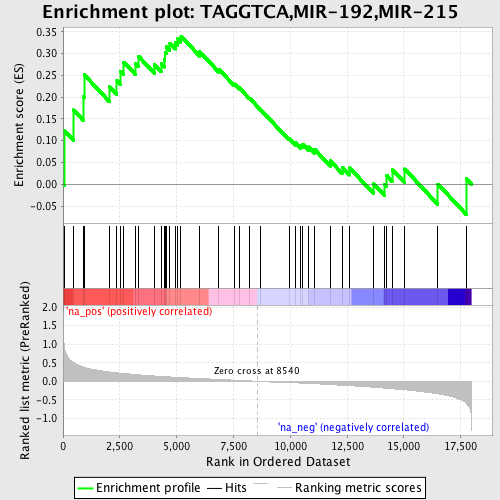 Enrichment plot: TAGGTCA,MIR-192,MIR-215
Enrichment score (ES)
0.35
0.30
0.25
0.20
0.15
0.10
0.05
0.00
-0.05
'na_pos' (positively correlated)
Ranked list metric (PreRanked)
2.0
1.5
1.0
0.5
0.0
-0.5
-1.0
Zero cross at 8540
'na_neg' (negatively correlated)
0 2,500 5,000 7,500 10,000 12,500 15,000 17,500
Rank in Ordered Dataset
Enrichment profile Hits Ranking metric scores